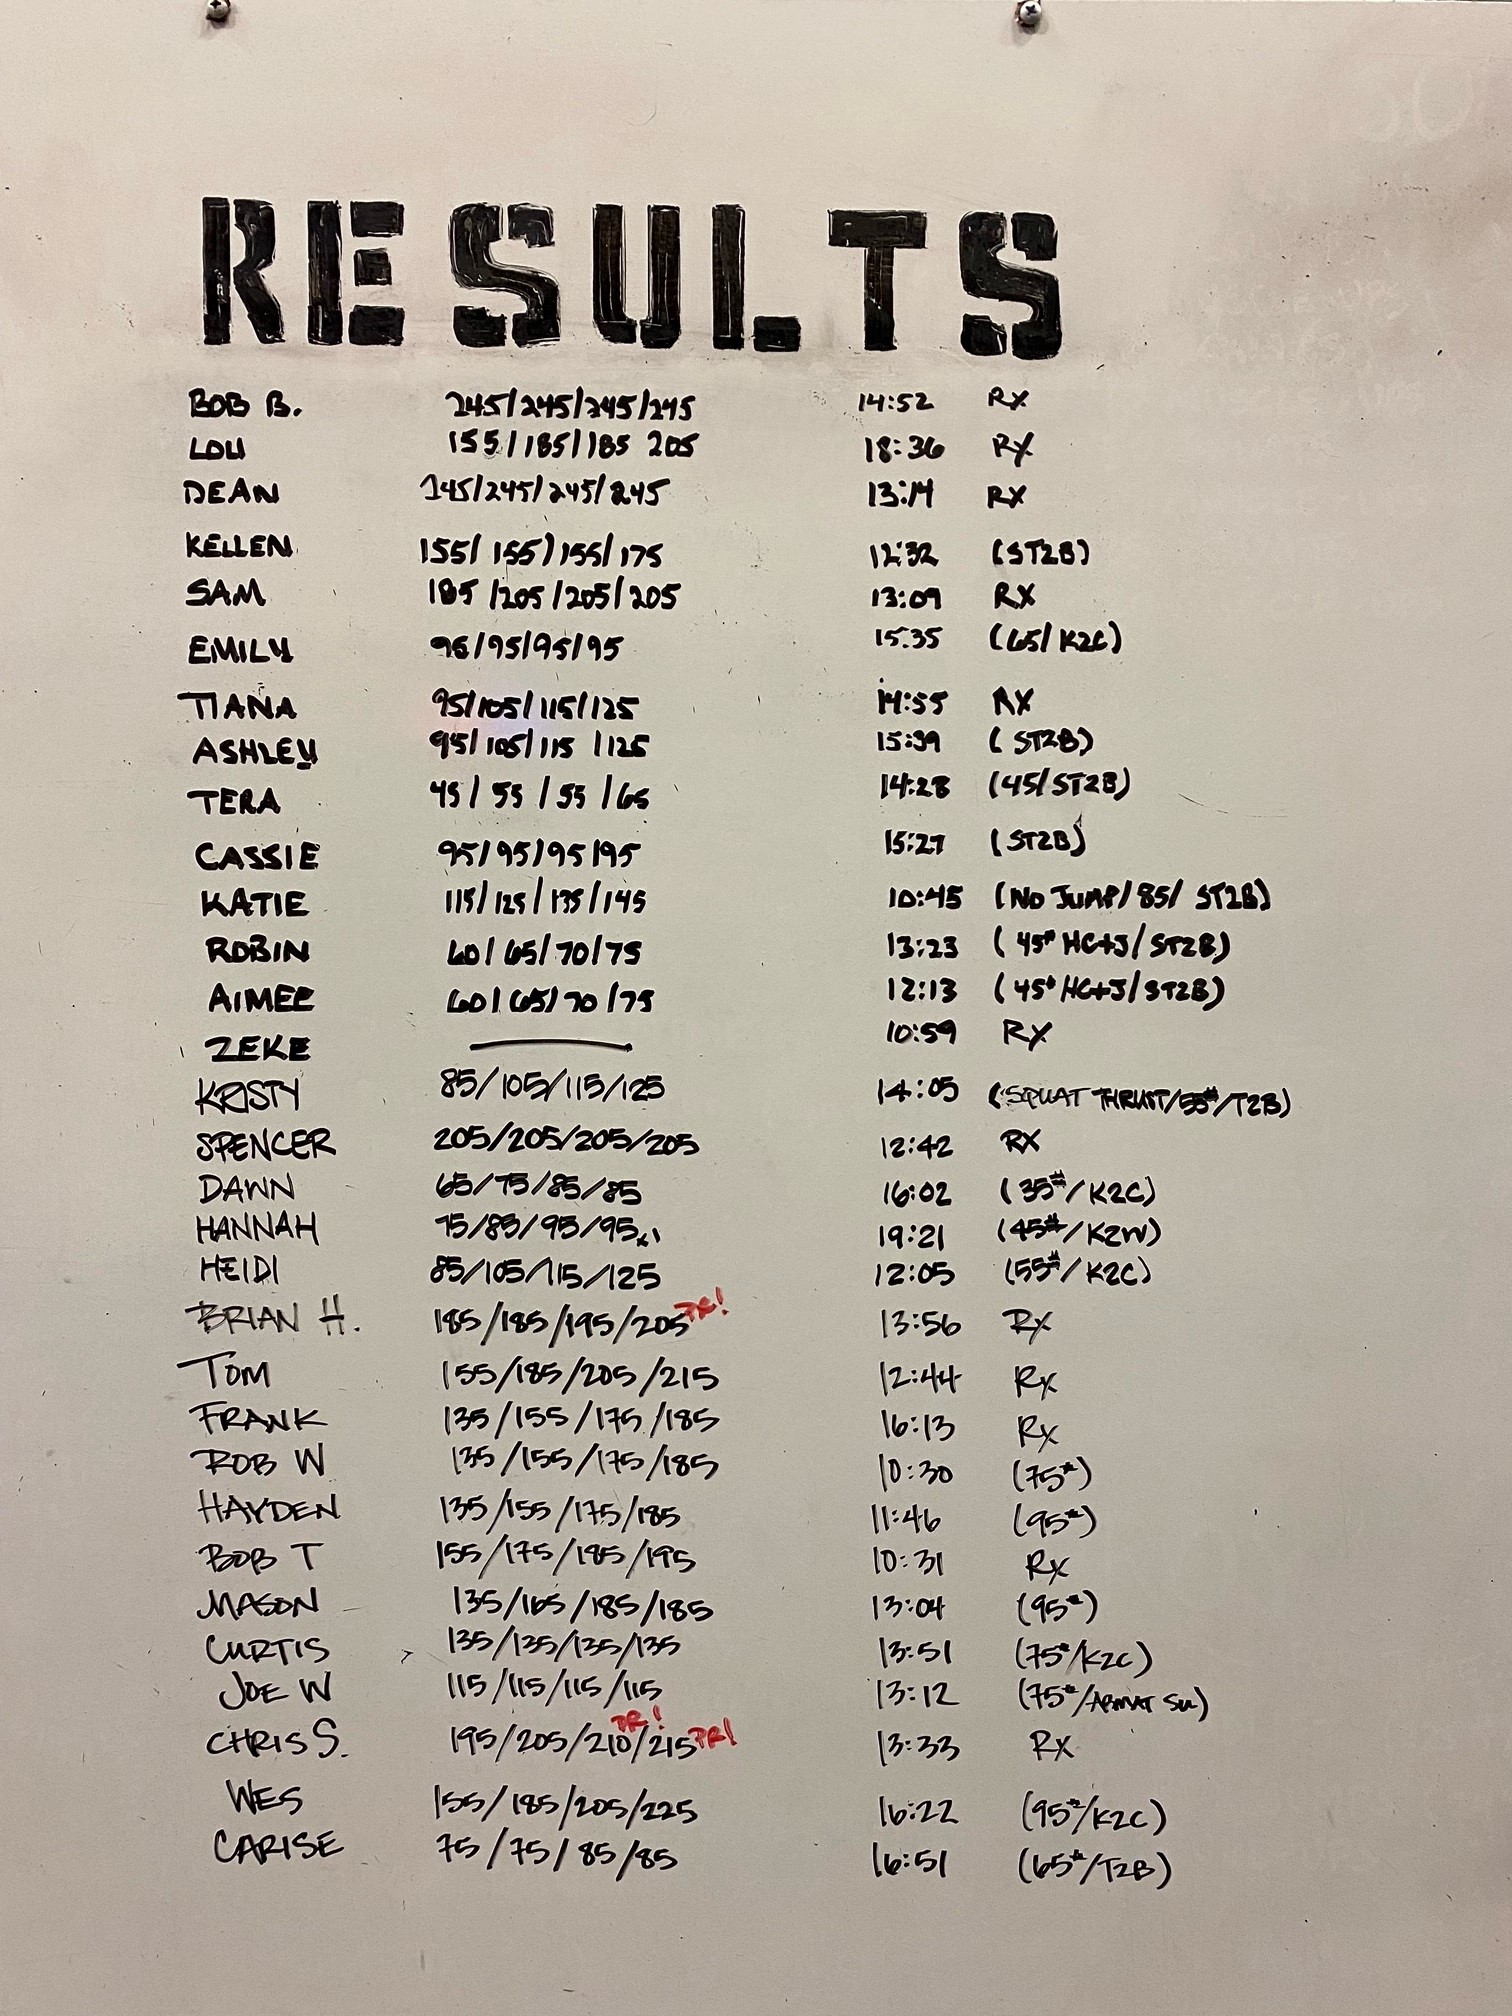 RESULTS
BOB B. 245/245/245/245 14:52 RX
LOU 155/185/185 205 18:36 RX
DEAN 245/245/245/245 13:14 RX
KELLEN 155/155/155/175 12:32 (ST2B)
SAM 185/205/205/205 13:09 RX
EMILY 95/95/95/95 15:35 (65/K2C)
TIANA 95/105/115/125 14:55 RX
ASHLEY 95/105/115/125 15:39 (ST2B)
TERA 45/55/55/65 14:28 (45/ST2B)
CASSIE 95/95/95/95 15:27 (ST2B)
KATIE 115/125/135/145 10:45 (NO JUMP/85/ST2B)
ROBIN 60/65/70/75 13:23 (45# HC+J/ST2B)
AIMEE 60/65/70/75 12:13 (45# HC+J/ST2B)
ZEKE — 10:59 RX
KRISTY 85/105/115/125 14:05 (SQUAT THRUST/55#/T2B)
SPENCER 205/205/205/205 12:42 RX
DAWN 65/75/85/85 16:02 (35#/K2C)
HANNAH 75/85/95/95x1 19:21 (45#/K2W)
HEIDI 85/105/115/125 12:05 (55#/K2C)
BRIAN H. 185/185/195/205 PR! 13:56 Rx
TOM 155/185/205/215 12:44 Rx
FRANK 135/155/175/185 16:13 Rx
ROB W 135/155/175/185 10:30 (75#)
HAYDEN 135/155/175/185 11:46 (95#)
BOB T 155/175/185/195 10:31 Rx
MASON 135/165/185/185 13:04 (95#)
CURTIS 135/135/135/135 13:51 (75#/K2C)
JOE W 115/115/115/115 13:12 (75#/ABMAT SU)
CHRIS S. 195/205/210 PR!/215 PR! 13:33 RX
WES 155/185/205/225 16:22 (95#/K2C)
CARISE 75/75/85/85 16:51 (65#/T2B)